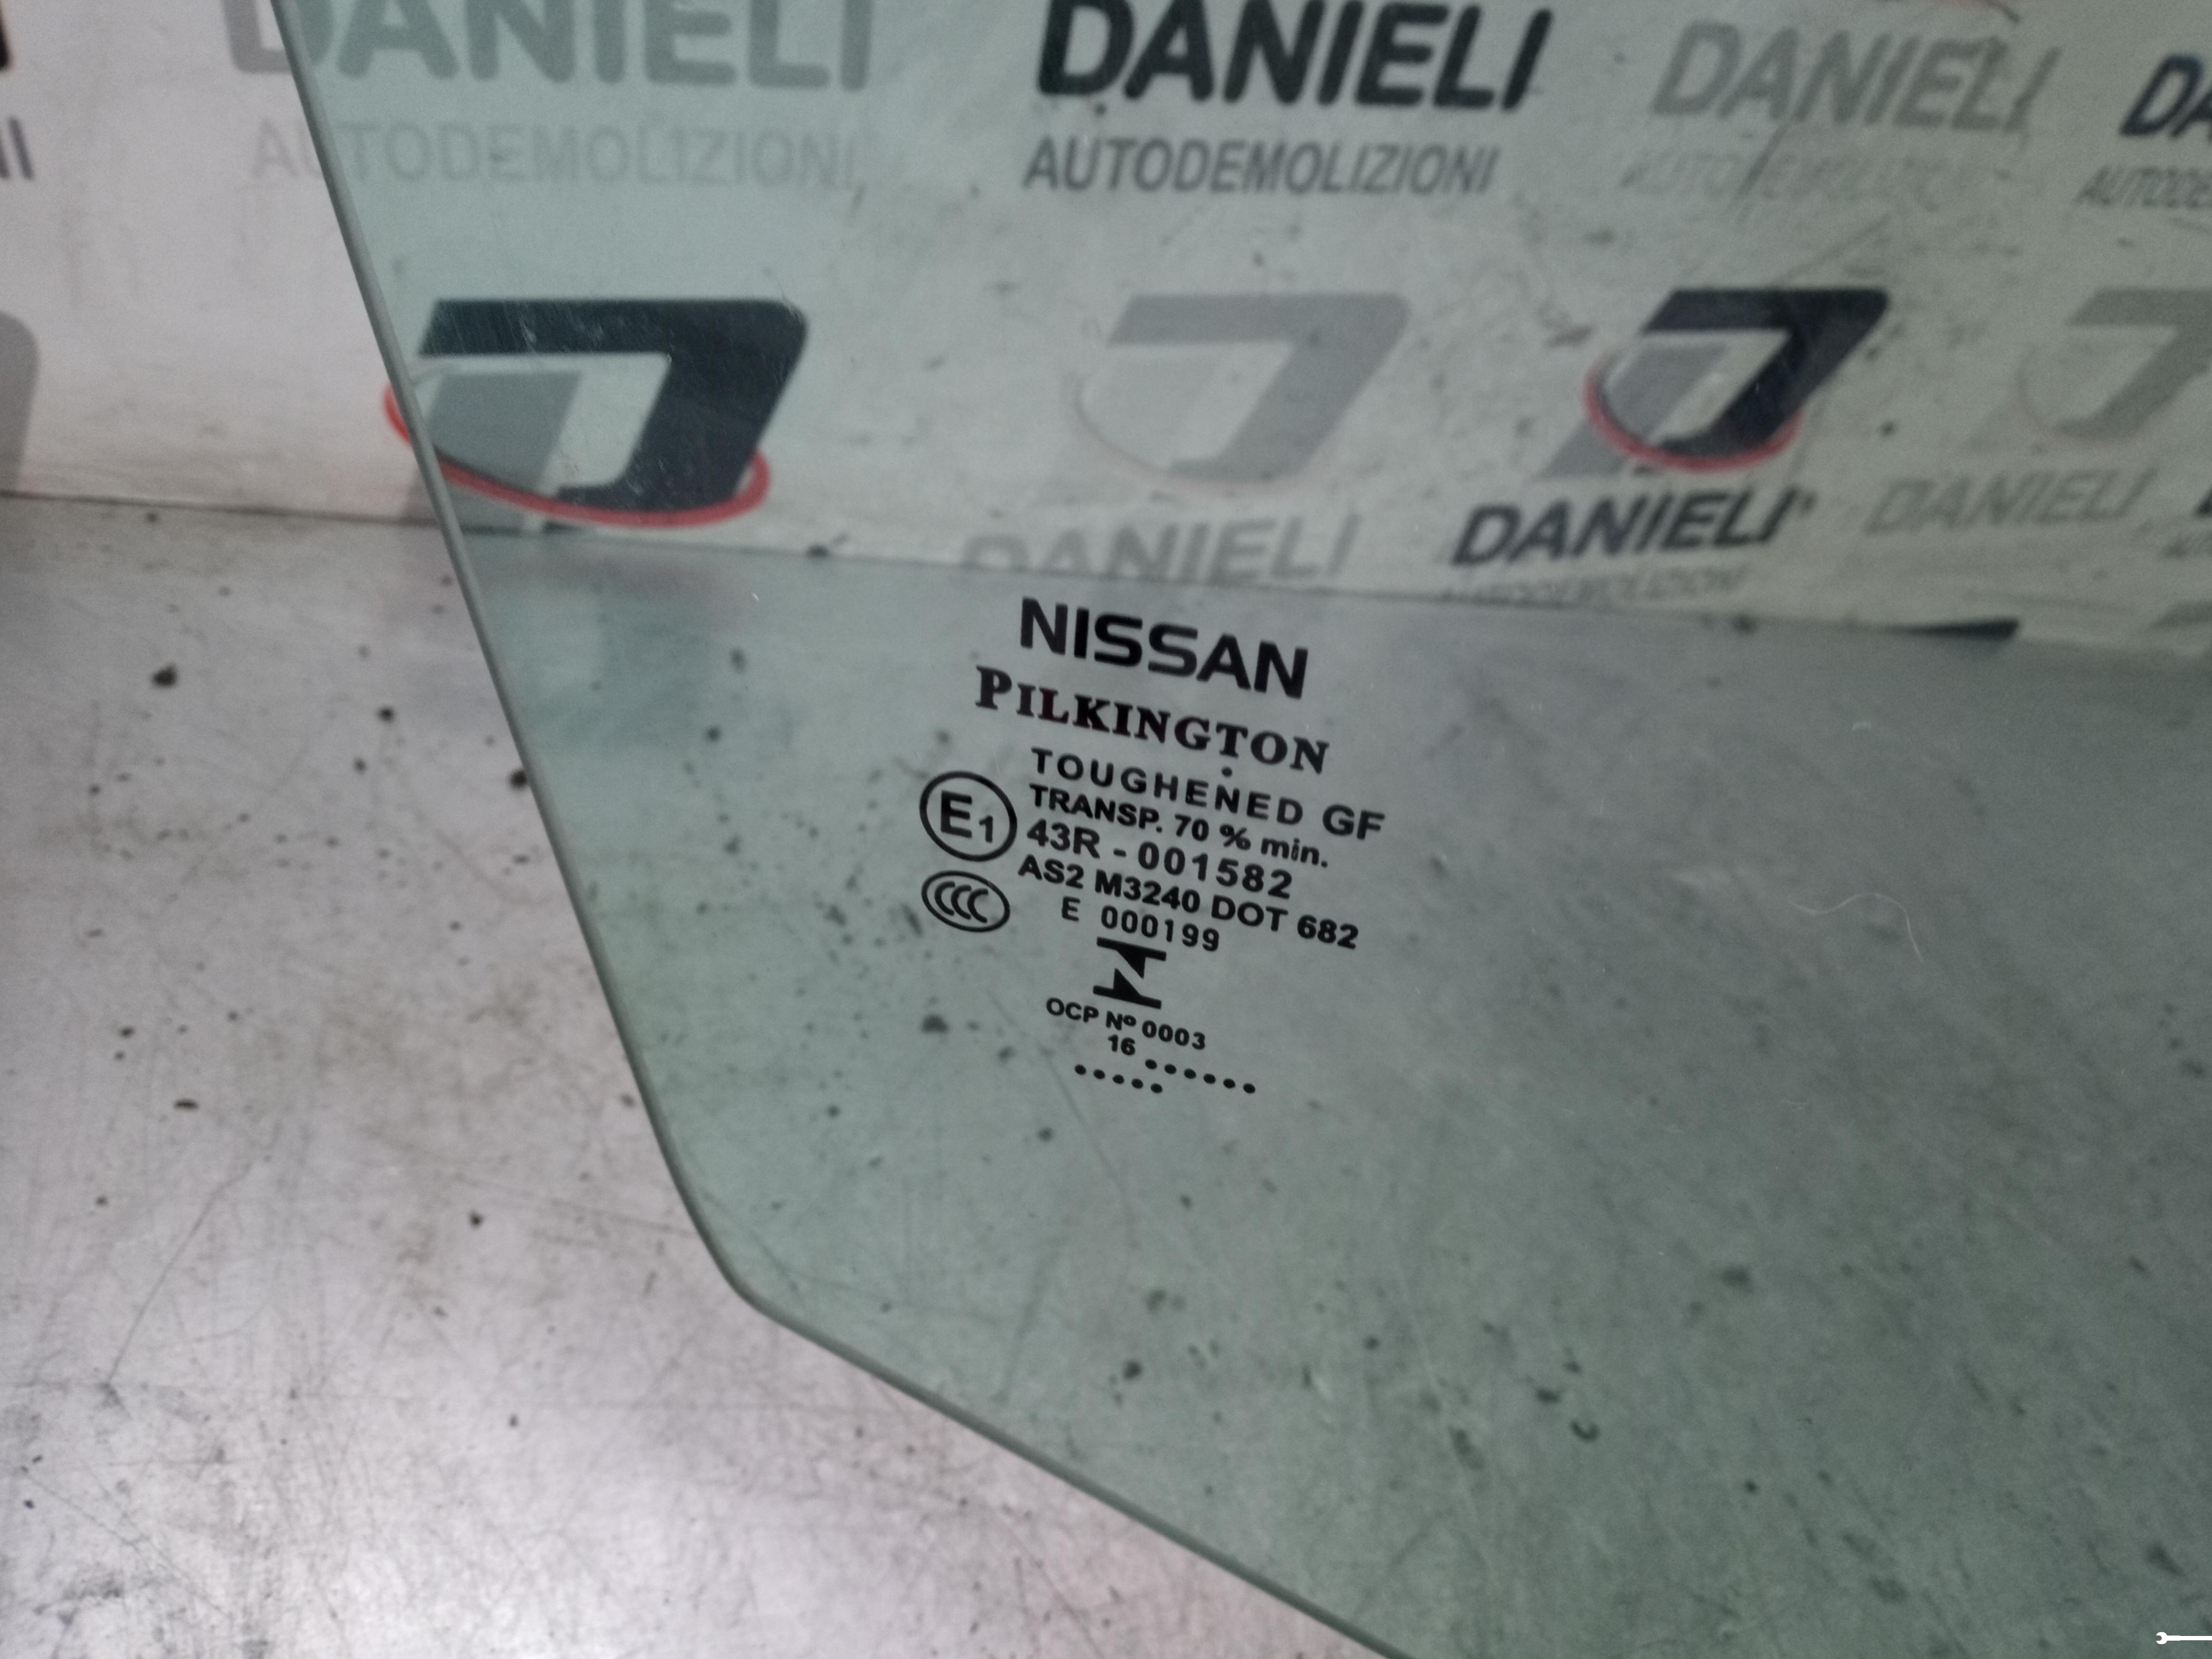 DANIELI DANIELI DANIELI
AUTODEMOLIZIONI AUTODEMOLIZIONI
DANIELI DANIELI DANIELI
NISSAN
PILKINGTON
TOUGHENED GF
TRANSP. 70 % min.
E1 43R - 001582
AS2 M3240 DOT 682
CCC E 000199
OCP Nº 0003
16 ......
.....